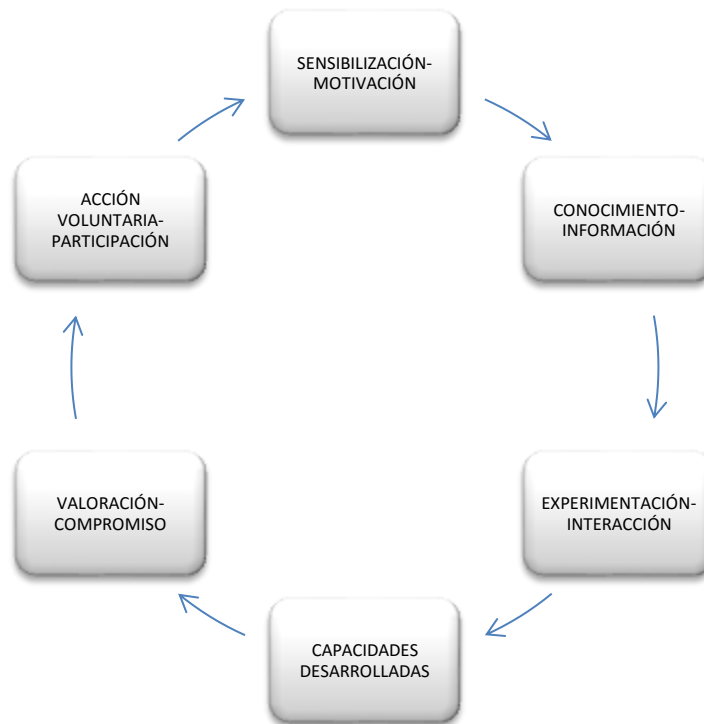 SENSIBILIZACIÓN-
MOTIVACIÓN
CONOCIMIENTO-
INFORMACIÓN
EXPERIMENTACIÓN-
INTERACCIÓN
CAPACIDADES
DESARROLLADAS
VALORACIÓN-
COMPROMISO
ACCIÓN
VOLUNTARIA-
PARTICIPACIÓN